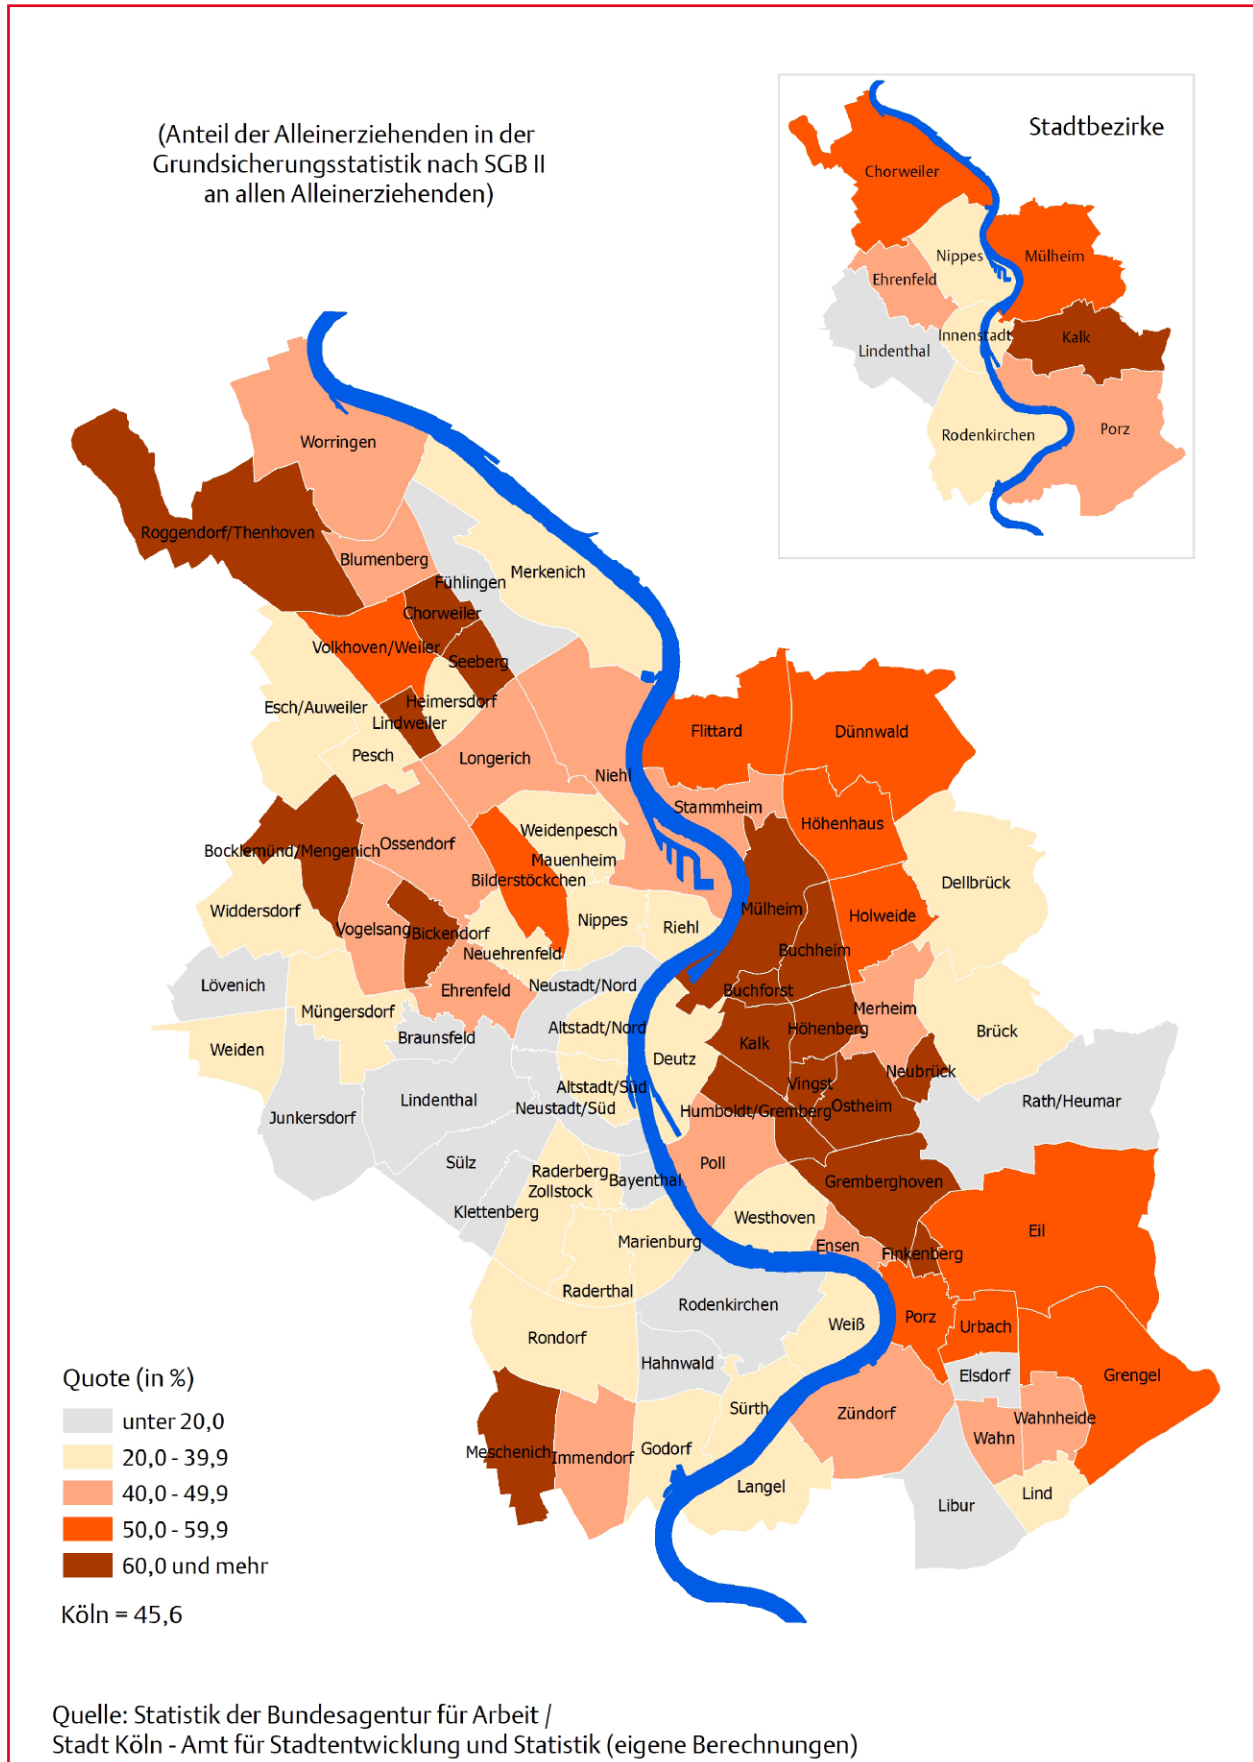 (Anteil der Alleinerziehenden in der
Grundsicherungsstatistik nach SGB II
an allen Alleinerziehenden)
Stadtbezirke
Chorweiler
Nippes
Mülheim
Ehrenfeld
Innenstadt
Kalk
Lindenthal
Rodenkirchen
Porz
Worringen
Roggendorf/Thenhoven
Blumenberg
Fühlingen
Merkenich
Chorweiler
Volkhoven/Weiler
Seeberg
Heimersdorf
Esch/Auweiler
Lindweiler
Pesch
Longerich
Niehl
Flittard
Dünnwald
Stammheim
Höhenhaus
Weidenpesch
Ossendorf
Bocklemünd/Mengenich
Mauenheim
Bilderstöckchen
Dellbrück
Widdersdorf
Mülheim
Holweide
Nippes
Riehl
Vogelsang
Bickendorf
Buchheim
Neuehrenfeld
Lövenich
Neustadt/Nord
Ehrenfeld
Buchforst
Merheim
Müngersdorf
Altstadt/Nord
Höhenberg
Brück
Braunsfeld
Weiden
Kalk
Deutz
Neubrück
Vingst
Altstadt/Süd
Lindenthal
Neustadt/Süd
Humboldt/Gremberg
Ostheim
Rath/Heumar
Junkersdorf
Sülz
Poll
Raderberg
Bayenthal
Gremberghoven
Zollstock
Klettenberg
Westhoven
Eil
Marienburg
Ensen
Finkenberg
Raderthal
Rodenkirchen
Porz
Weiß
Urbach
Rondorf
Hahnwald
Elsdorf
Grengel
Sürth
Zündorf
Wahnheide
Wahn
Meschenich
Immendorf
Godorf
Langel
Libur
Lind
Quote (in %)
unter 20,0
20,0 - 39,9
40,0 - 49,9
50,0 - 59,9
60,0 und mehr
Köln = 45,6
Quelle: Statistik der Bundesagentur für Arbeit /
Stadt Köln - Amt für Stadtentwicklung und Statistik (eigene Berechnungen)